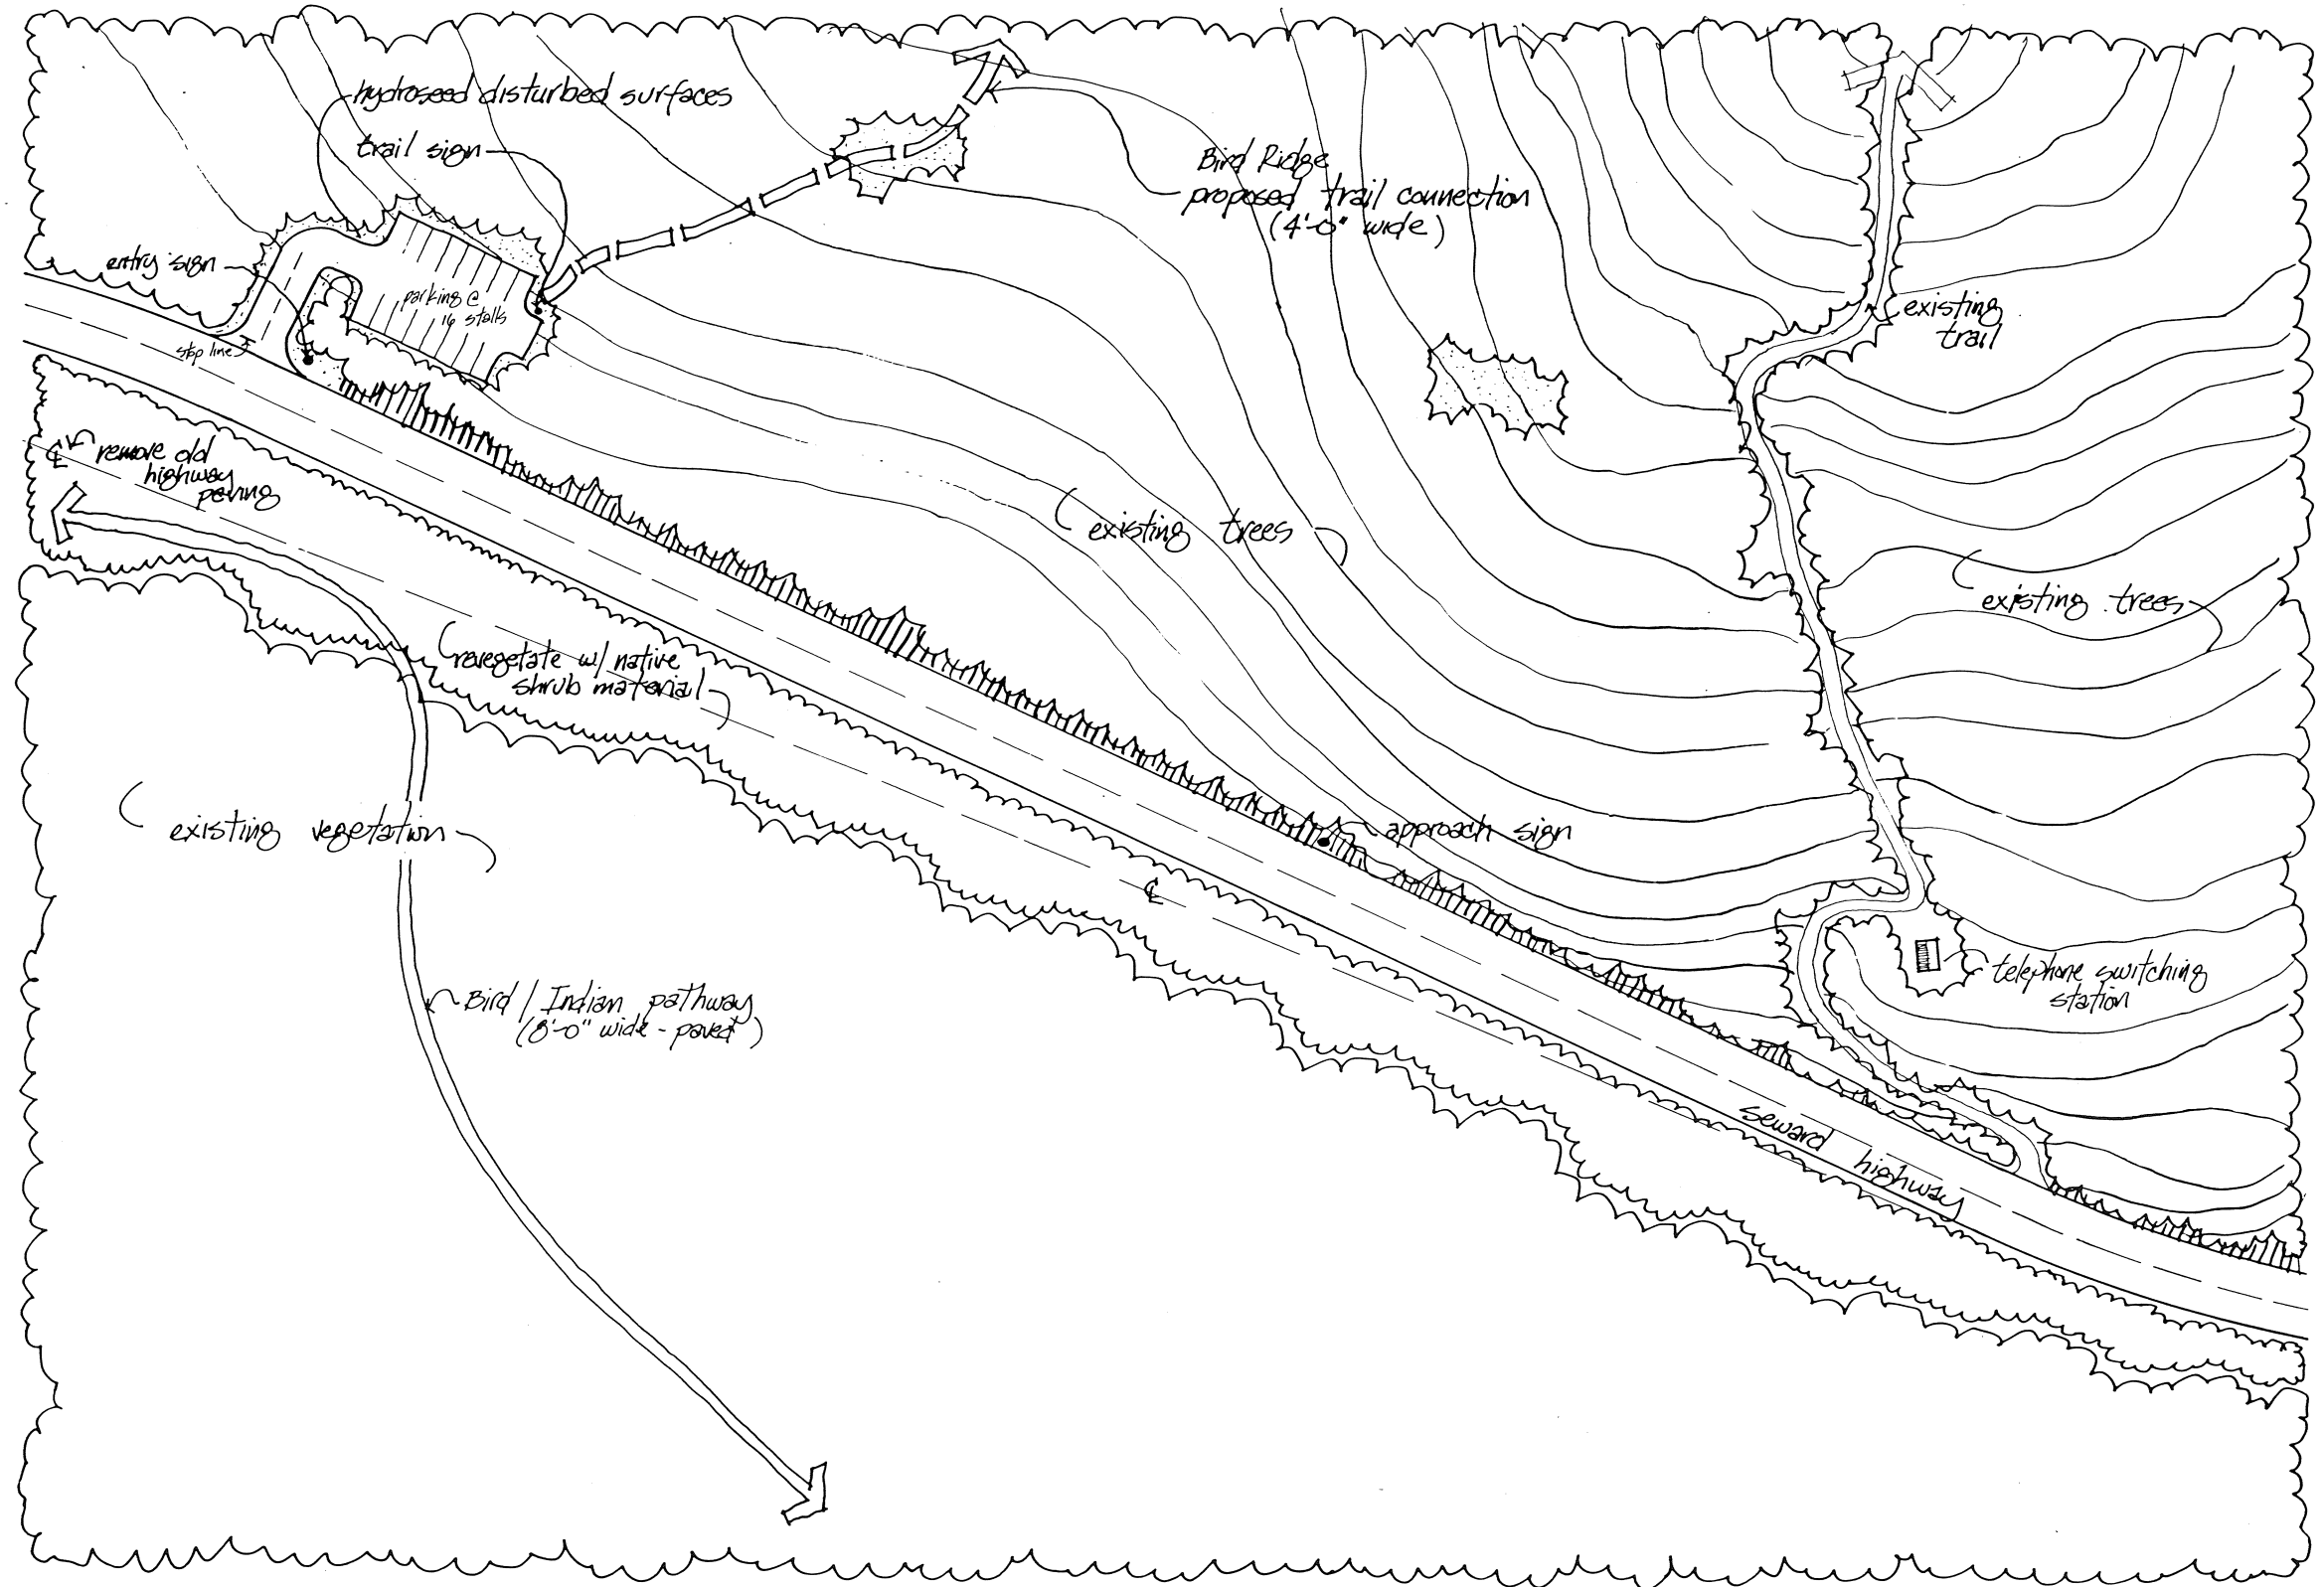 hydroseed disturbed surfaces
trail sign
Bird Ridge
proposed trail connection
(4'-0" wide)
entry sign
parking @
16 stalls
stop line
existing
trail
℄
remove old
highway
paving
existing trees
existing trees
revegetate w/ native
shrub material
existing vegetation
approach sign
℄
telephone switching
station
Bird / Indian pathway
(8'-0" wide - paved)
seward highway